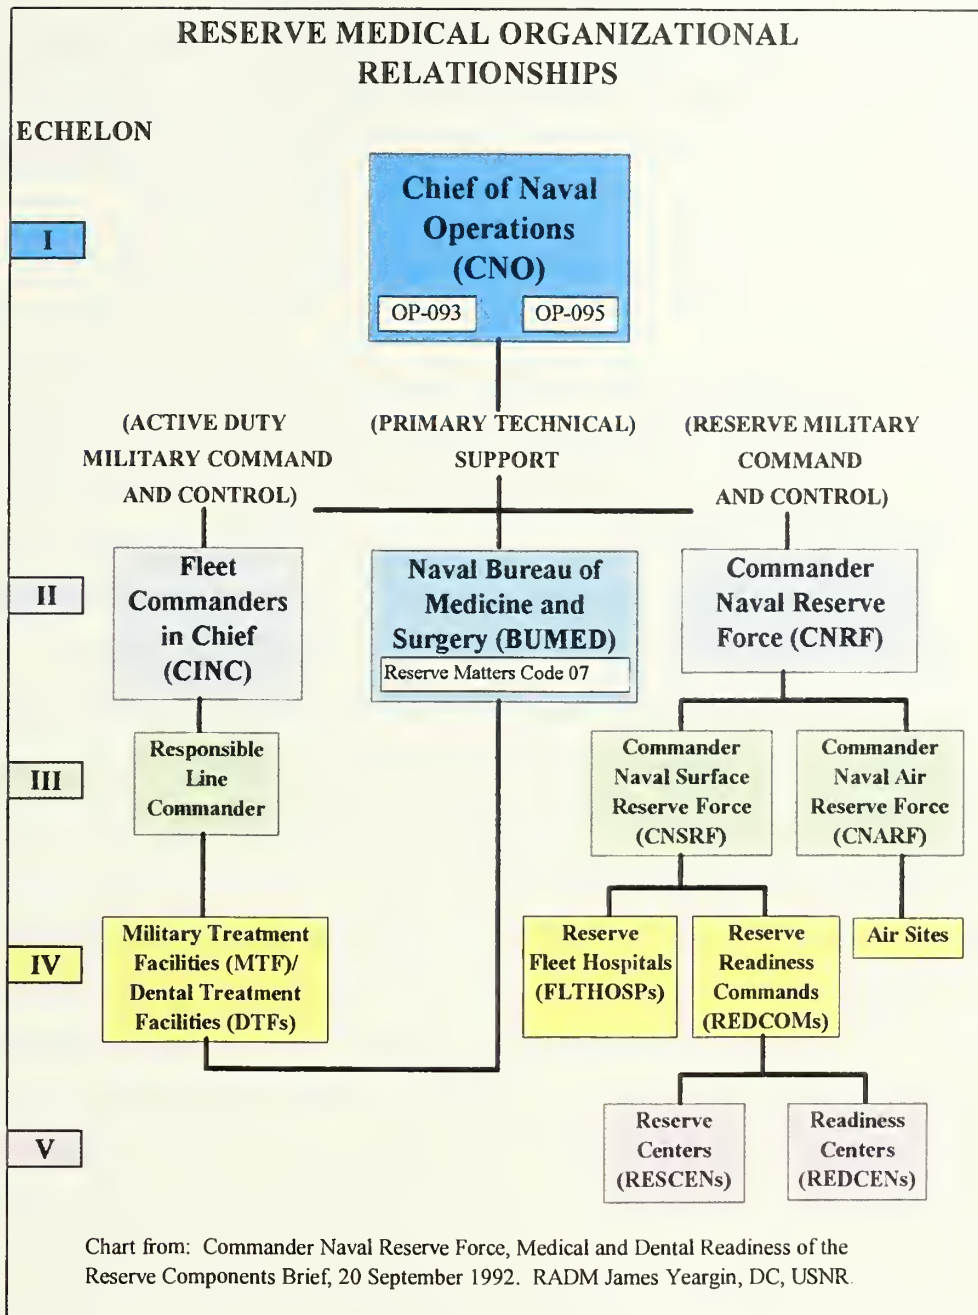 RESERVE MEDICAL ORGANIZATIONAL
RELATIONSHIPS
ECHELON
I
Chief of Naval
Operations
(CNO)
OP-093
OP-095
(ACTIVE DUTY
MILITARY COMMAND
AND CONTROL)
(PRIMARY TECHNICAL)
SUPPORT
(RESERVE MILITARY
COMMAND
AND CONTROL)
II
Fleet
Commanders
in Chief
(CINC)
Naval Bureau of
Medicine and
Surgery (BUMED)
Reserve Matters Code 07
Commander
Naval Reserve
Force (CNRF)
III
Responsible
Line
Commander
Commander
Naval Surface
Reserve Force
(CNSRF)
Commander
Naval Air
Reserve Force
(CNARF)
IV
Military Treatment
Facilities (MTF)/
Dental Treatment
Facilities (DTFs)
Reserve
Fleet Hospitals
(FLTHOSPs)
Reserve
Readiness
Commands
(REDCOMs)
Air Sites
V
Reserve
Centers
(RESCENs)
Readiness
Centers
(REDCENs)
Chart from: Commander Naval Reserve Force, Medical and Dental Readiness of the
Reserve Components Brief, 20 September 1992. RADM James Yeargin, DC, USNR.